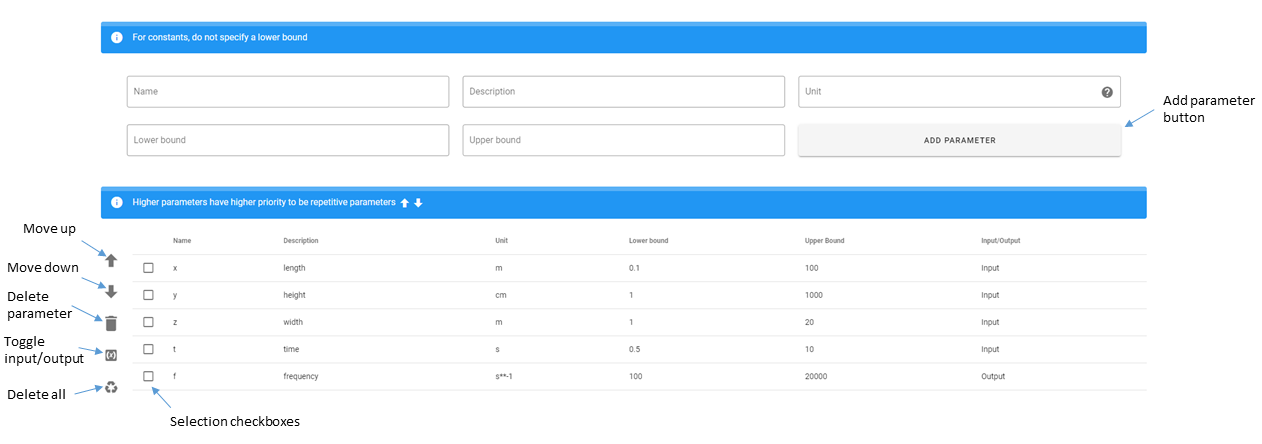 For constants, do not specify a lower bound
Name
Description
Unit
Lower bound
Upper bound
ADD PARAMETER
Add parameter
button
Higher parameters have higher priority to be repetitive parameters
Move up
Move down
Delete
parameter
Toggle
input/output
Delete all
Name Description Unit Lower bound Upper Bound Input/Output
x length m 0.1 100 Input
y height cm 1 1000 Input
z width m 1 20 Input
t time s 0.5 10 Input
f frequency s**-1 100 20000 Output
Selection checkboxes